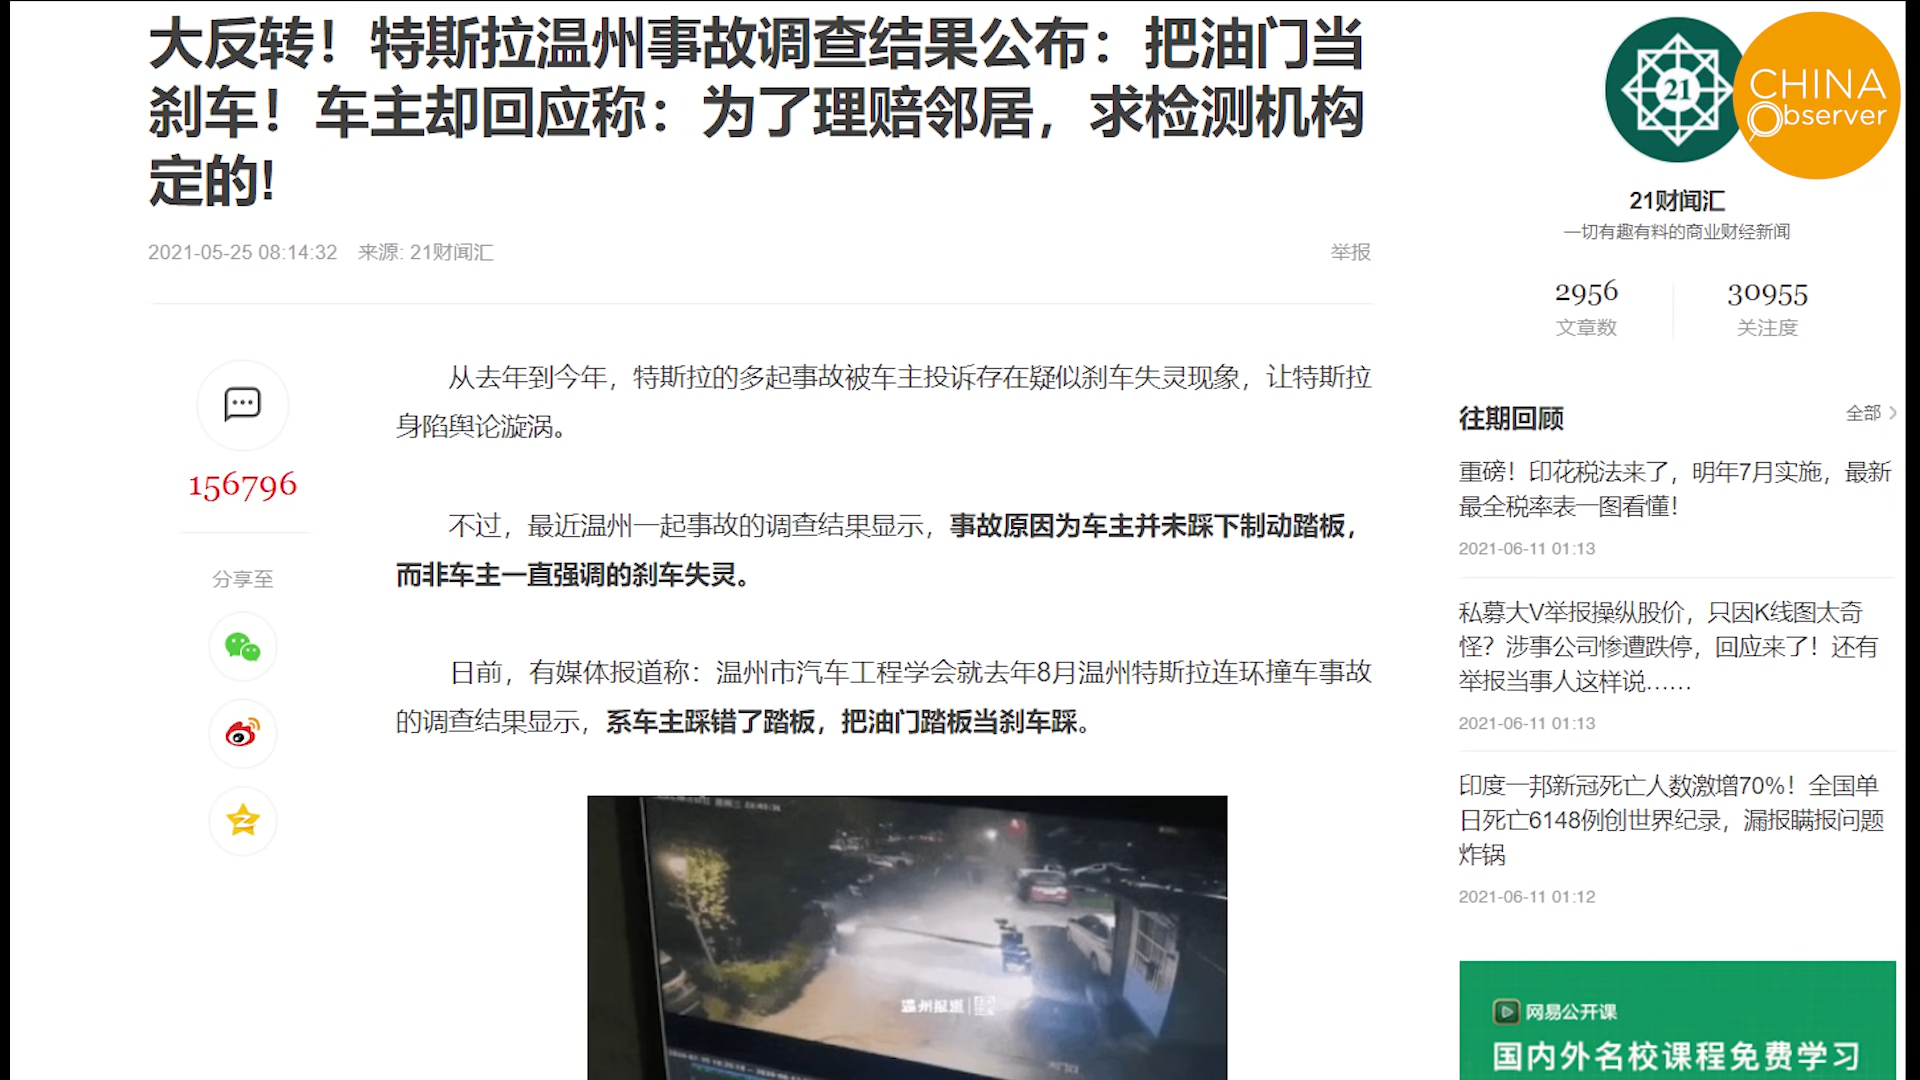 大反转！特斯拉温州事故调查结果公布：把油门当
刹车！车主却回应称：为了理赔邻居，求检测机构
定的!
2021-05-25 08:14:32 来源: 21财闻汇
举报
156796
分享至
从去年到今年，特斯拉的多起事故被车主投诉存在疑似刹车失灵现象，让特斯拉
身陷舆论漩涡。
不过，最近温州一起事故的调查结果显示，事故原因为车主并未踩下制动踏板，
而非车主一直强调的刹车失灵。
日前，有媒体报道称：温州市汽车工程学会就去年8月温州特斯拉连环撞车事故
的调查结果显示，系车主踩错了踏板，把油门踏板当刹车踩。
温州报道
21
CHINA
Observer
21财闻汇
一切有趣有料的商业财经新闻
2956
文章数
30955
关注度
往期回顾
全部
重磅！印花税法来了，明年7月实施，最新
最全税率表一图看懂！
2021-06-11 01:13
私募大V举报操纵股价，只因K线图太奇
怪？涉事公司惨遭跌停，回应来了！还有
举报当事人这样说……
2021-06-11 01:13
印度一邦新冠死亡人数激增70%！全国单
日死亡6148例创世界纪录，漏报瞒报问题
炸锅
2021-06-11 01:12
网易公开课
国内外名校课程免费学习